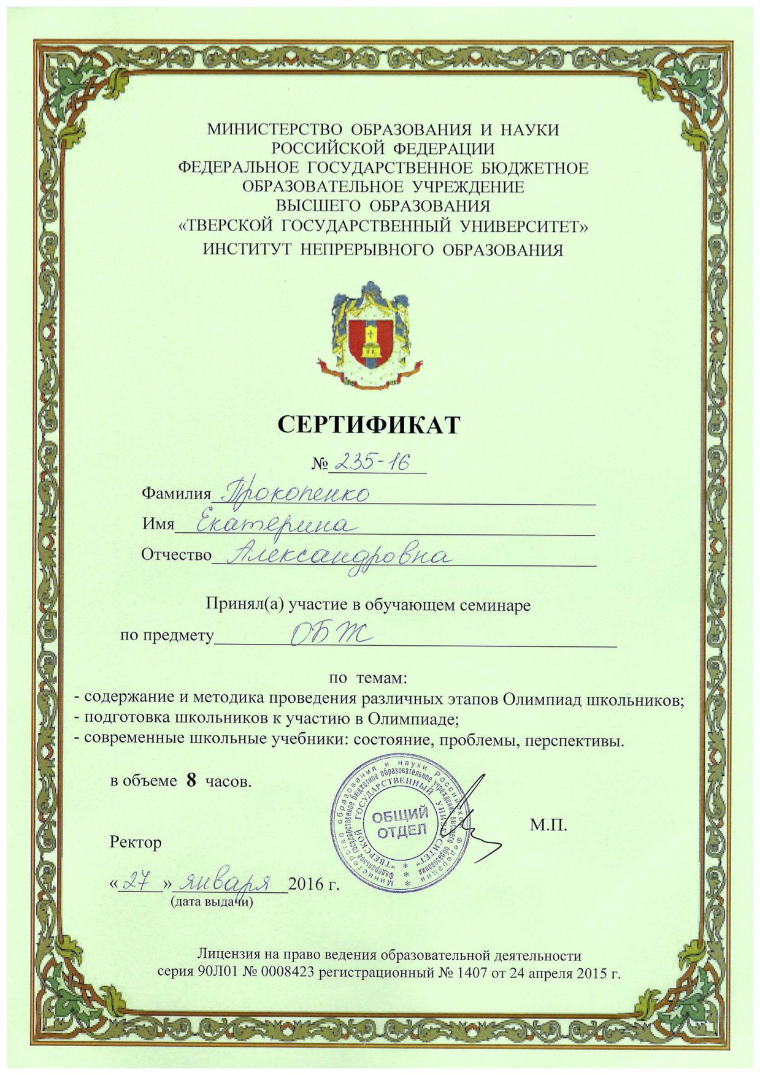 МИНИСТЕРСТВО ОБРАЗОВАНИЯ И НАУКИ
РОССИЙСКОЙ ФЕДЕРАЦИИ
ФЕДЕРАЛЬНОЕ ГОСУДАРСТВЕННОЕ БЮДЖЕТНОЕ
ОБРАЗОВАТЕЛЬНОЕ УЧРЕЖДЕНИЕ
ВЫСШЕГО ОБРАЗОВАНИЯ
«ТВЕРСКОЙ ГОСУДАРСТВЕННЫЙ УНИВЕРСИТЕТ»
ИНСТИТУТ НЕПРЕРЫВНОГО ОБРАЗОВАНИЯ
СЕРТИФИКАТ
№ 235-16
Фамилия Прокопенко
Имя Екатерина
Отчество Александровна
Принял(а) участие в обучающем семинаре
по предмету ОБЖ
по темам:
- содержание и методика проведения различных этапов Олимпиад школьников;
- подготовка школьников к участию в Олимпиаде;
- современные школьные учебники: состояние, проблемы, перспективы.
в объеме 8 часов.
Министерство образования и науки Российской Федерации
Федеральное государственное бюджетное образовательное учреждение высшего образования
"ТВЕРСКОЙ ГОСУДАРСТВЕННЫЙ УНИВЕРСИТЕТ"
ОБЩИЙ
ОТДЕЛ
М.П.
Ректор
«27» января 2016 г.
(дата выдачи)
Лицензия на право ведения образовательной деятельности
серия 90Л01 № 0008423 регистрационный № 1407 от 24 апреля 2015 г.